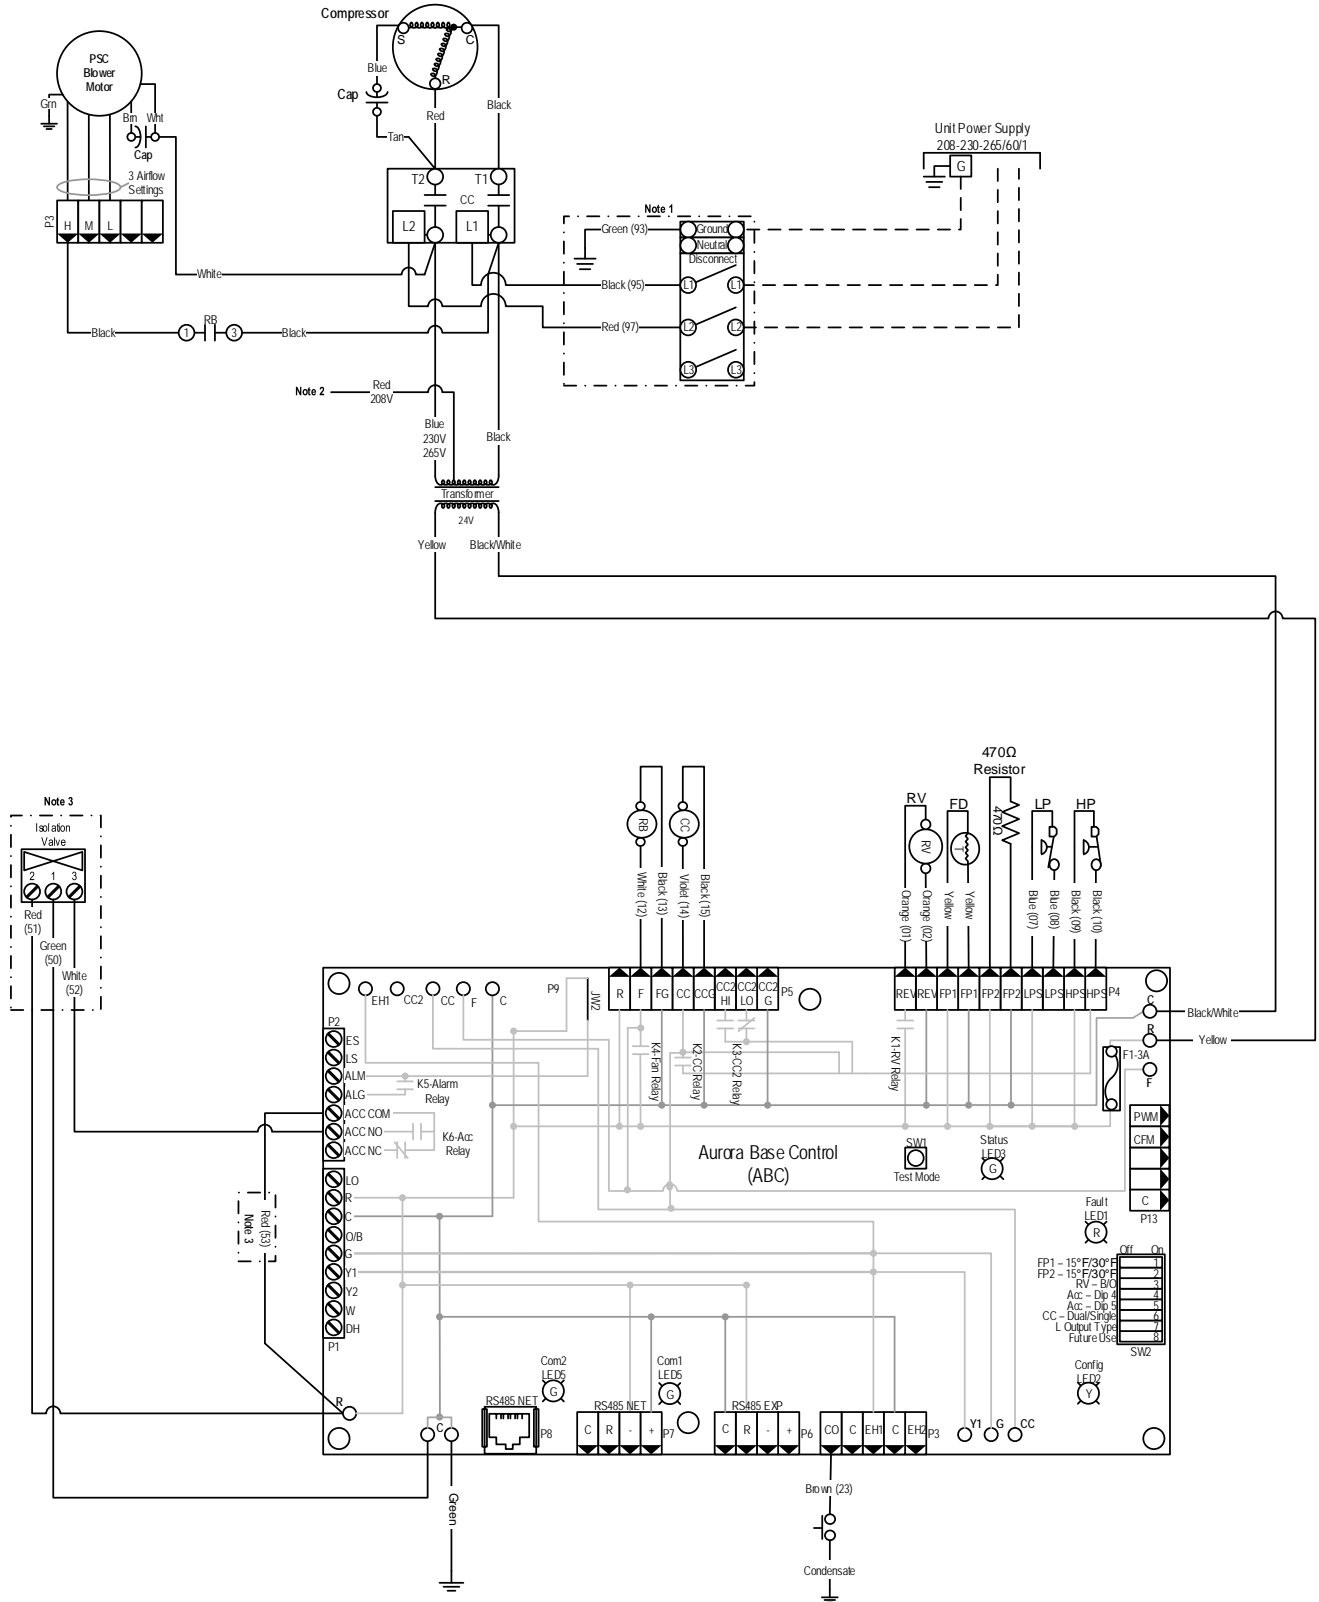 Compressor
S
C
R
PSC
Blower
Motor
Grn
Brn
Wht
Cap
Blue
Cap
Tan
Red
Black
3 Airflow
Settings
P3
H
M
L
T2
T1
CC
L2
L1
White
Black
1
RB
3
Black
Unit Power Supply
208-230-265/60/1
G
Note 1
Green (93)
Ground
Neutral
Disconnect
Black (95)
L1
L1
Red (97)
L2
L2
L3
L3
Note 2
Red
208V
Blue
230V
265V
Black
Transformer
24V
Yellow
Black/White
Note 3
Isolation
Valve
2
1
3
Red
(51)
Green
(50)
White
(52)
RB
CC
White (12)
Black (13)
Violet (14)
Black (15)
RV
RV
FD
T
470Ω
Resistor
470Ω
LP
HP
Orange (01)
Orange (02)
Yellow
Yellow
Blue (07)
Blue (08)
Black (09)
Black (10)
EH1
CC2
CC
F
C
P9
JW2
R
F
FG
CC
CCG
CC2
HI
CC2
LO
CC2
G
P5
REV
REV
FP1
FP1
FP2
FP2
LPS
LPS
HPS
HPS
P4
C
Black/White
R
Yellow
F1-3A
F
P2
ES
LS
ALM
ALG
ACC COM
ACC NO
ACC NC
K5-Alarm
Relay
K6-Acc
Relay
K4-Fan Relay
K2-CC Relay
K3-CC2 Relay
K1-RV Relay
Aurora Base Control
(ABC)
SW1
Test Mode
Status
LED3
G
PWM
CFM
C
P13
LO
R
C
O/B
G
Y1
Y2
W
DH
P1
Red (53)
Note 3
Fault
LED1
R
Off
On
FP1 – 15°F/30°F
1
FP2 – 15°F/30°F
2
RV – B/O
3
Acc – Dip 4
4
Acc – Dip 5
5
CC – Dual/Single
6
L Output Type
7
Future Use
8
SW2
Config
LED2
Y
R
C
Com2
LED5
G
RS485 NET
P8
Com1
LED5
G
RS485 NET
C
R
-
+
P7
RS485 EXP
C
R
-
+
P6
CO
C
EH1
C
EH2
P3
Y1
G
CC
Green
Brown (23)
Condensate